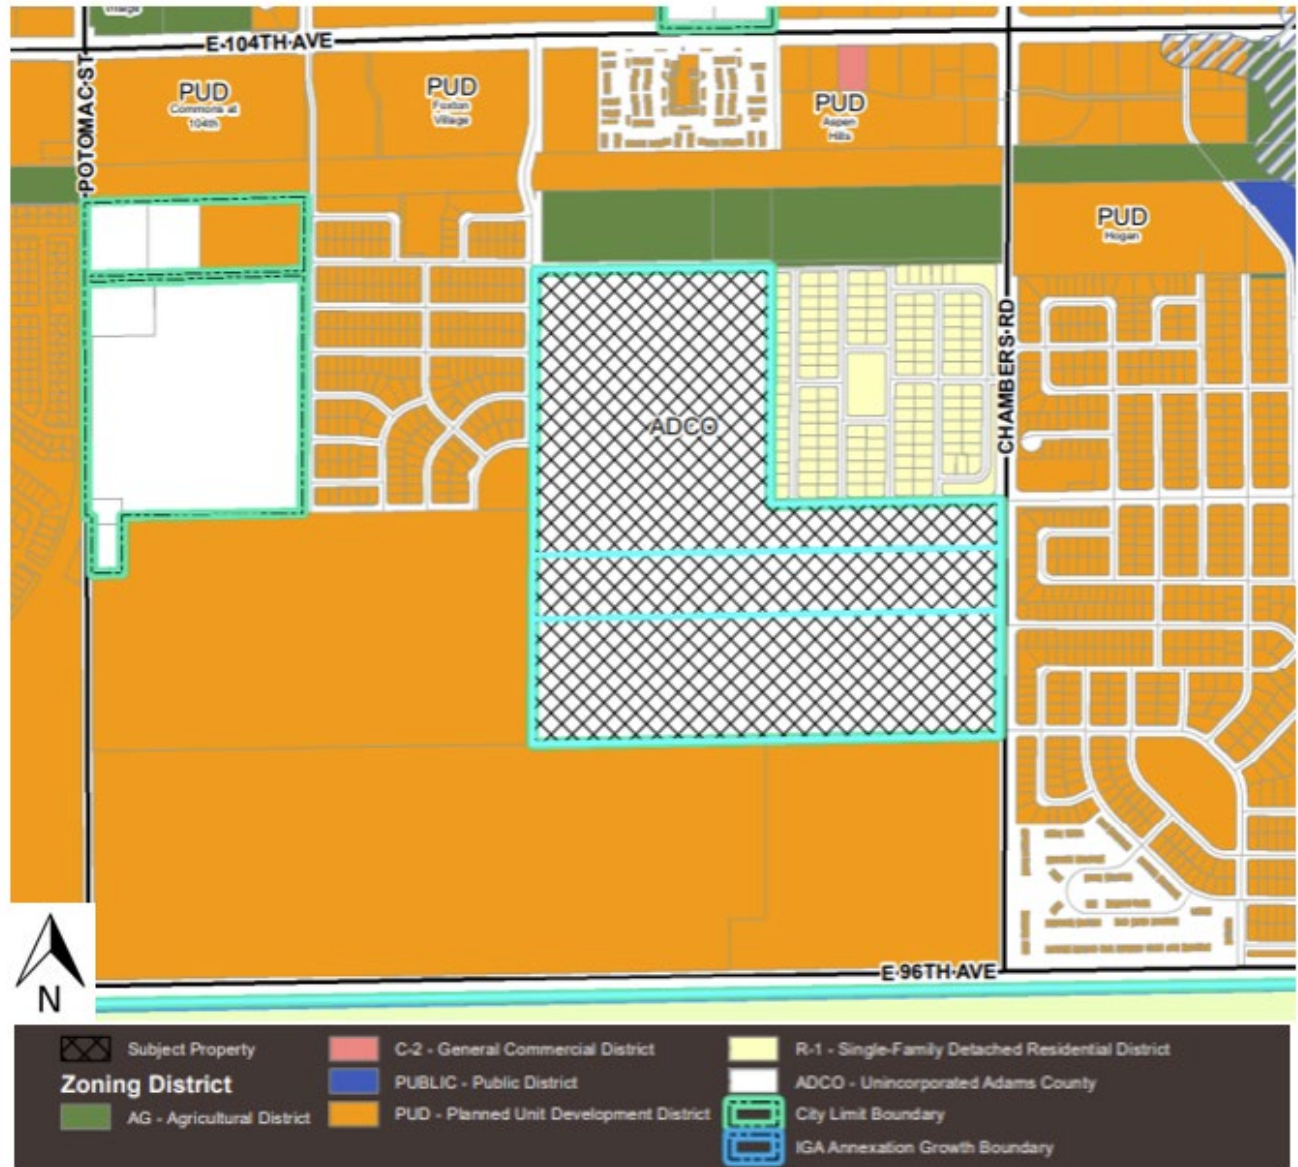 Village
E 104TH AVE
POTOMAC ST
PUD
Commons at
104th
PUD
Foxton
Village
PUD
Aspen
Hills
PUD
Hogan
CHAMBERS RD
ADCO
E 96TH AVE
N
Subject Property
Zoning District
AG - Agricultural District
C-2 - General Commercial District
PUBLIC - Public District
PUD - Planned Unit Development District
R-1 - Single-Family Detached Residential District
ADCO - Unincorporated Adams County
City Limit Boundary
IGA Annexation Growth Boundary